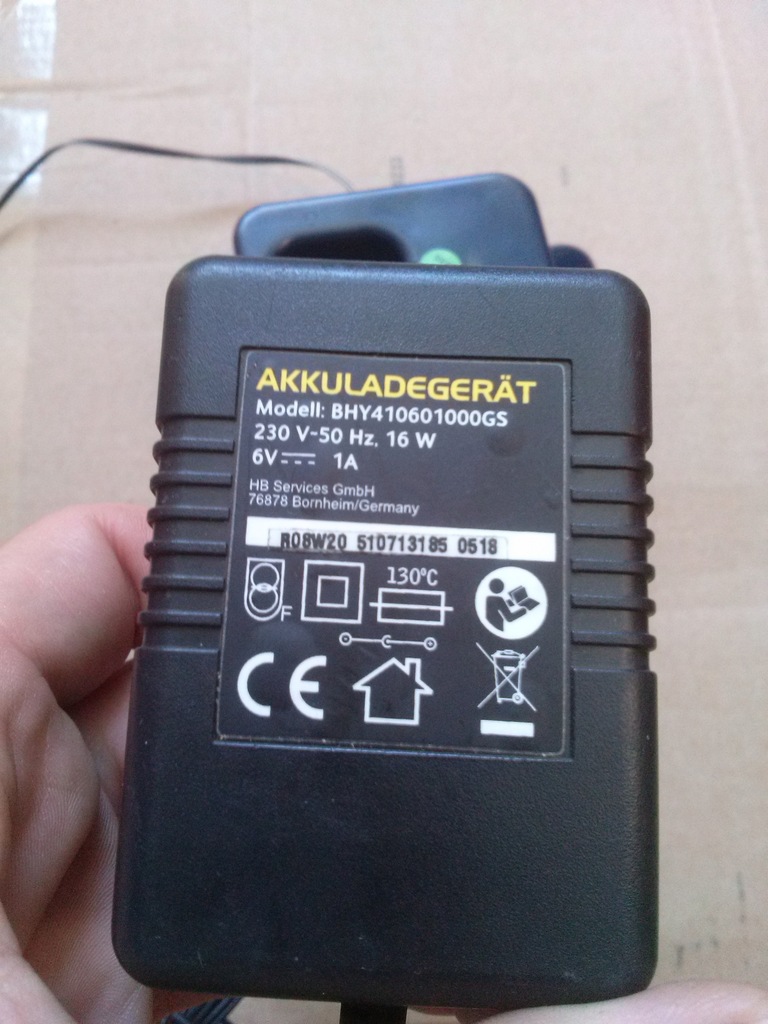 AKKULADEGERÄT
Modell: BHY410601000GS
230 V~50 Hz, 16 W
6V⎓ 1A
HB Services GmbH
76878 Bornheim/Germany
R08W20 510713185 0518
130°C
F
CE